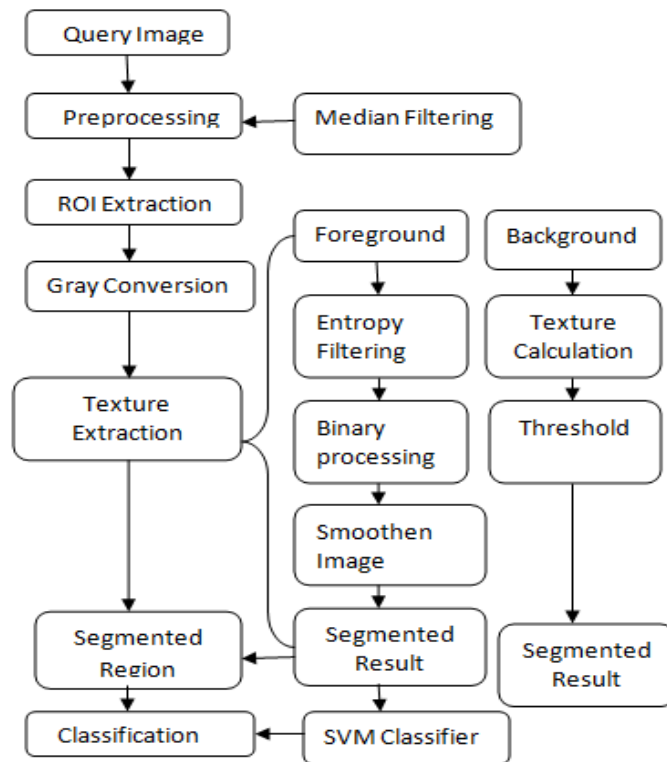 Query Image
Preprocessing
Median Filtering
ROI Extraction
Gray Conversion
Texture
Extraction
Segmented
Region
Classification
Foreground
Entropy
Filtering
Binary
processing
Smoothen
Image
Segmented
Result
SVM Classifier
Background
Texture
Calculation
Threshold
Segmented
Result